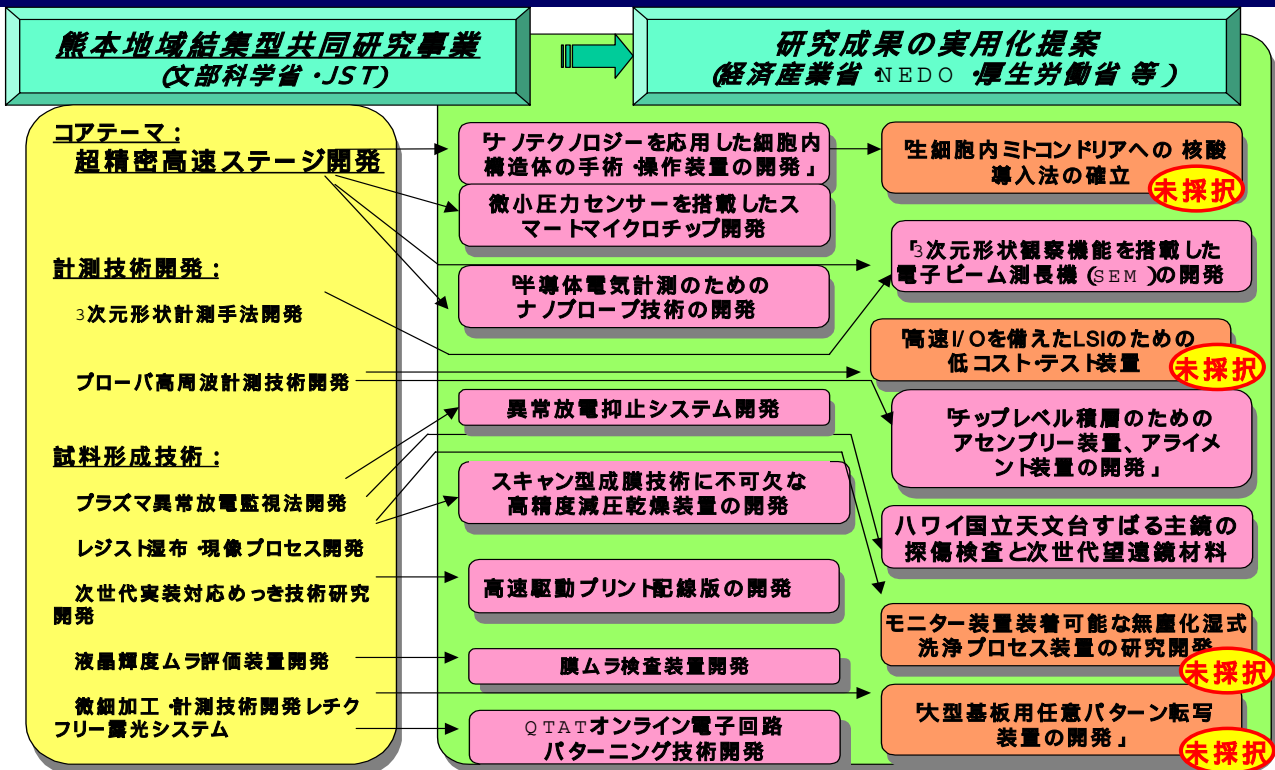 熊本地域結集型共同研究事業
(文部科学省・JST)
研究成果の実用化提案
(経済産業省・NEDO・厚生労働省 等)
コアテーマ:
超精密高速ステージ開発
計測技術開発:
3次元形状計測手法開発
プローバ高周波計測技術開発
試料形成技術:
プラズマ異常放電監視法開発
レジスト湿布・現像プロセス開発
次世代実装対応めっき技術研究
開発
液晶輝度ムラ評価装置開発
微細加工・計測技術開発レチク
フリー露光システム
「ナノテクノロジーを応用した細胞内
構造体の手術・操作装置の開発」
微小圧力センサーを搭載したス
マートマイクロチップ開発
「半導体電気計測のための
ナノプローブ技術の開発
異常放電抑止システム開発
スキャン型成膜技術に不可欠な
高精度減圧乾燥装置の開発
高速駆動プリント配線版の開発
膜ムラ検査装置開発
QTATオンライン電子回路
パターニング技術開発
「生細胞内ミトコンドリアへの 核酸
導入法の確立
未採択
「3次元形状観察機能を搭載した
電子ビーム測長機(SEM)の開発
「高速I/Oを備えたLSIのための
低コスト・テスト装置
未採択
「チップレベル積層のための
アセンブリー装置、アライメ
ント装置の開発」
ハワイ国立天文台すばる主鏡の
探傷検査と次世代望遠鏡材料
モニター装置装着可能な無塵化湿式
洗浄プロセス装置の研究開発
未採択
「大型基板用任意パターン転写
装置の開発」
未採択